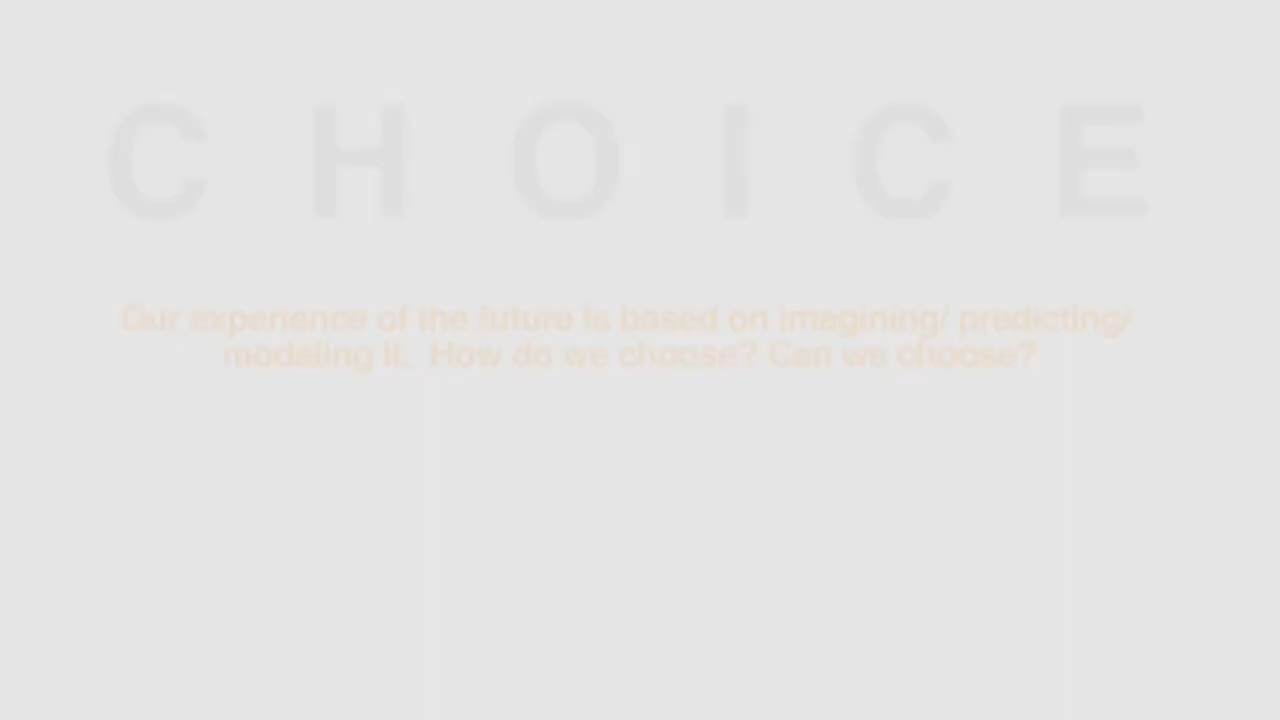 CHOICE
Our experience of the future is based on imagining/ predicting/
modeling it. How do we choose? Can we choose?